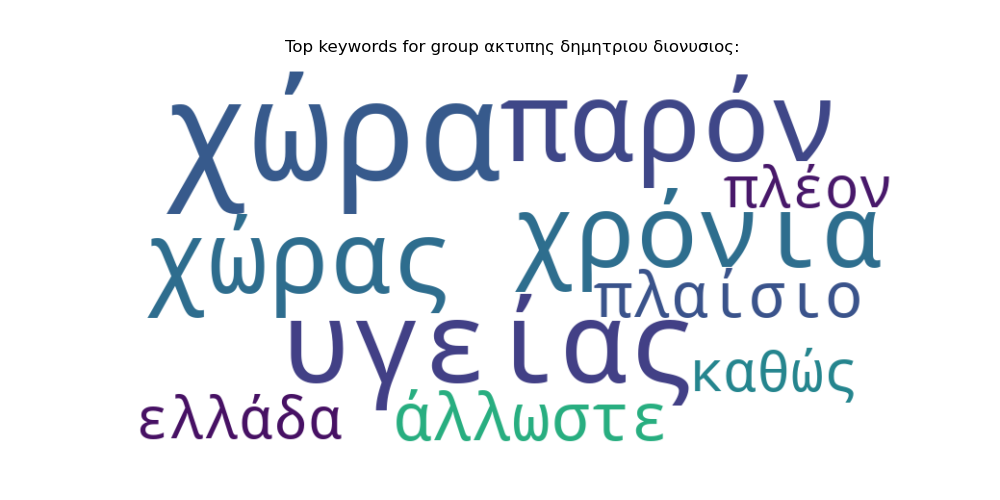 Top keywords for group ακτυπης δημητριου διονυσιος:
χώρα παρόν
πλέον
χώρας χρόνια
πλαίσιο
υγείας καθώς
ελλάδα άλλωστε